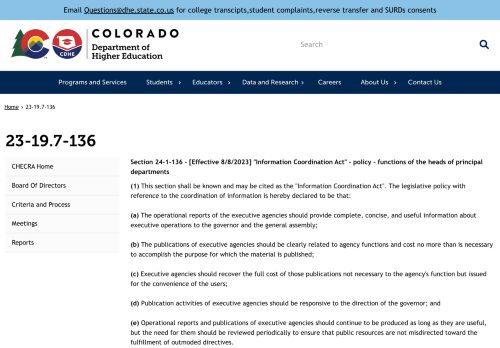 Email Questions@dhe.state.co.us for college transcipts,student complaints,reverse transfer and SURDs consents
CDHE
COLORADO
Department of
Higher Education
Search
Programs and Services Students Educators Data and Research Careers About Us Contact Us
Home > 23-19.7-136
23-19.7-136
CHECRA Home
Board Of Directors
Criteria and Process
Meetings
Reports
Section 24-1-136 - [Effective 8/8/2023] "Information Coordination Act" - policy - functions of the heads of principal
departments
(1) This section shall be known and may be cited as the "Information Coordination Act". The legislative policy with
reference to the coordination of information is hereby declared to be that:
(a) The operational reports of the executive agencies should provide complete, concise, and useful information about
executive operations to the governor and the general assembly;
(b) The publications of executive agencies should be clearly related to agency functions and cost no more than is necessary
to accomplish the purpose for which the material is published;
(c) Executive agencies should recover the full cost of those publications not necessary to the agency's function but issued
for the convenience of the users;
(d) Publication activities of executive agencies should be responsive to the direction of the governor; and
(e) Operational reports and publications of executive agencies should continue to be produced as long as they are useful,
but the need for them should be reviewed periodically to ensure that public resources are not misdirected toward the
fulfillment of outmoded directives.